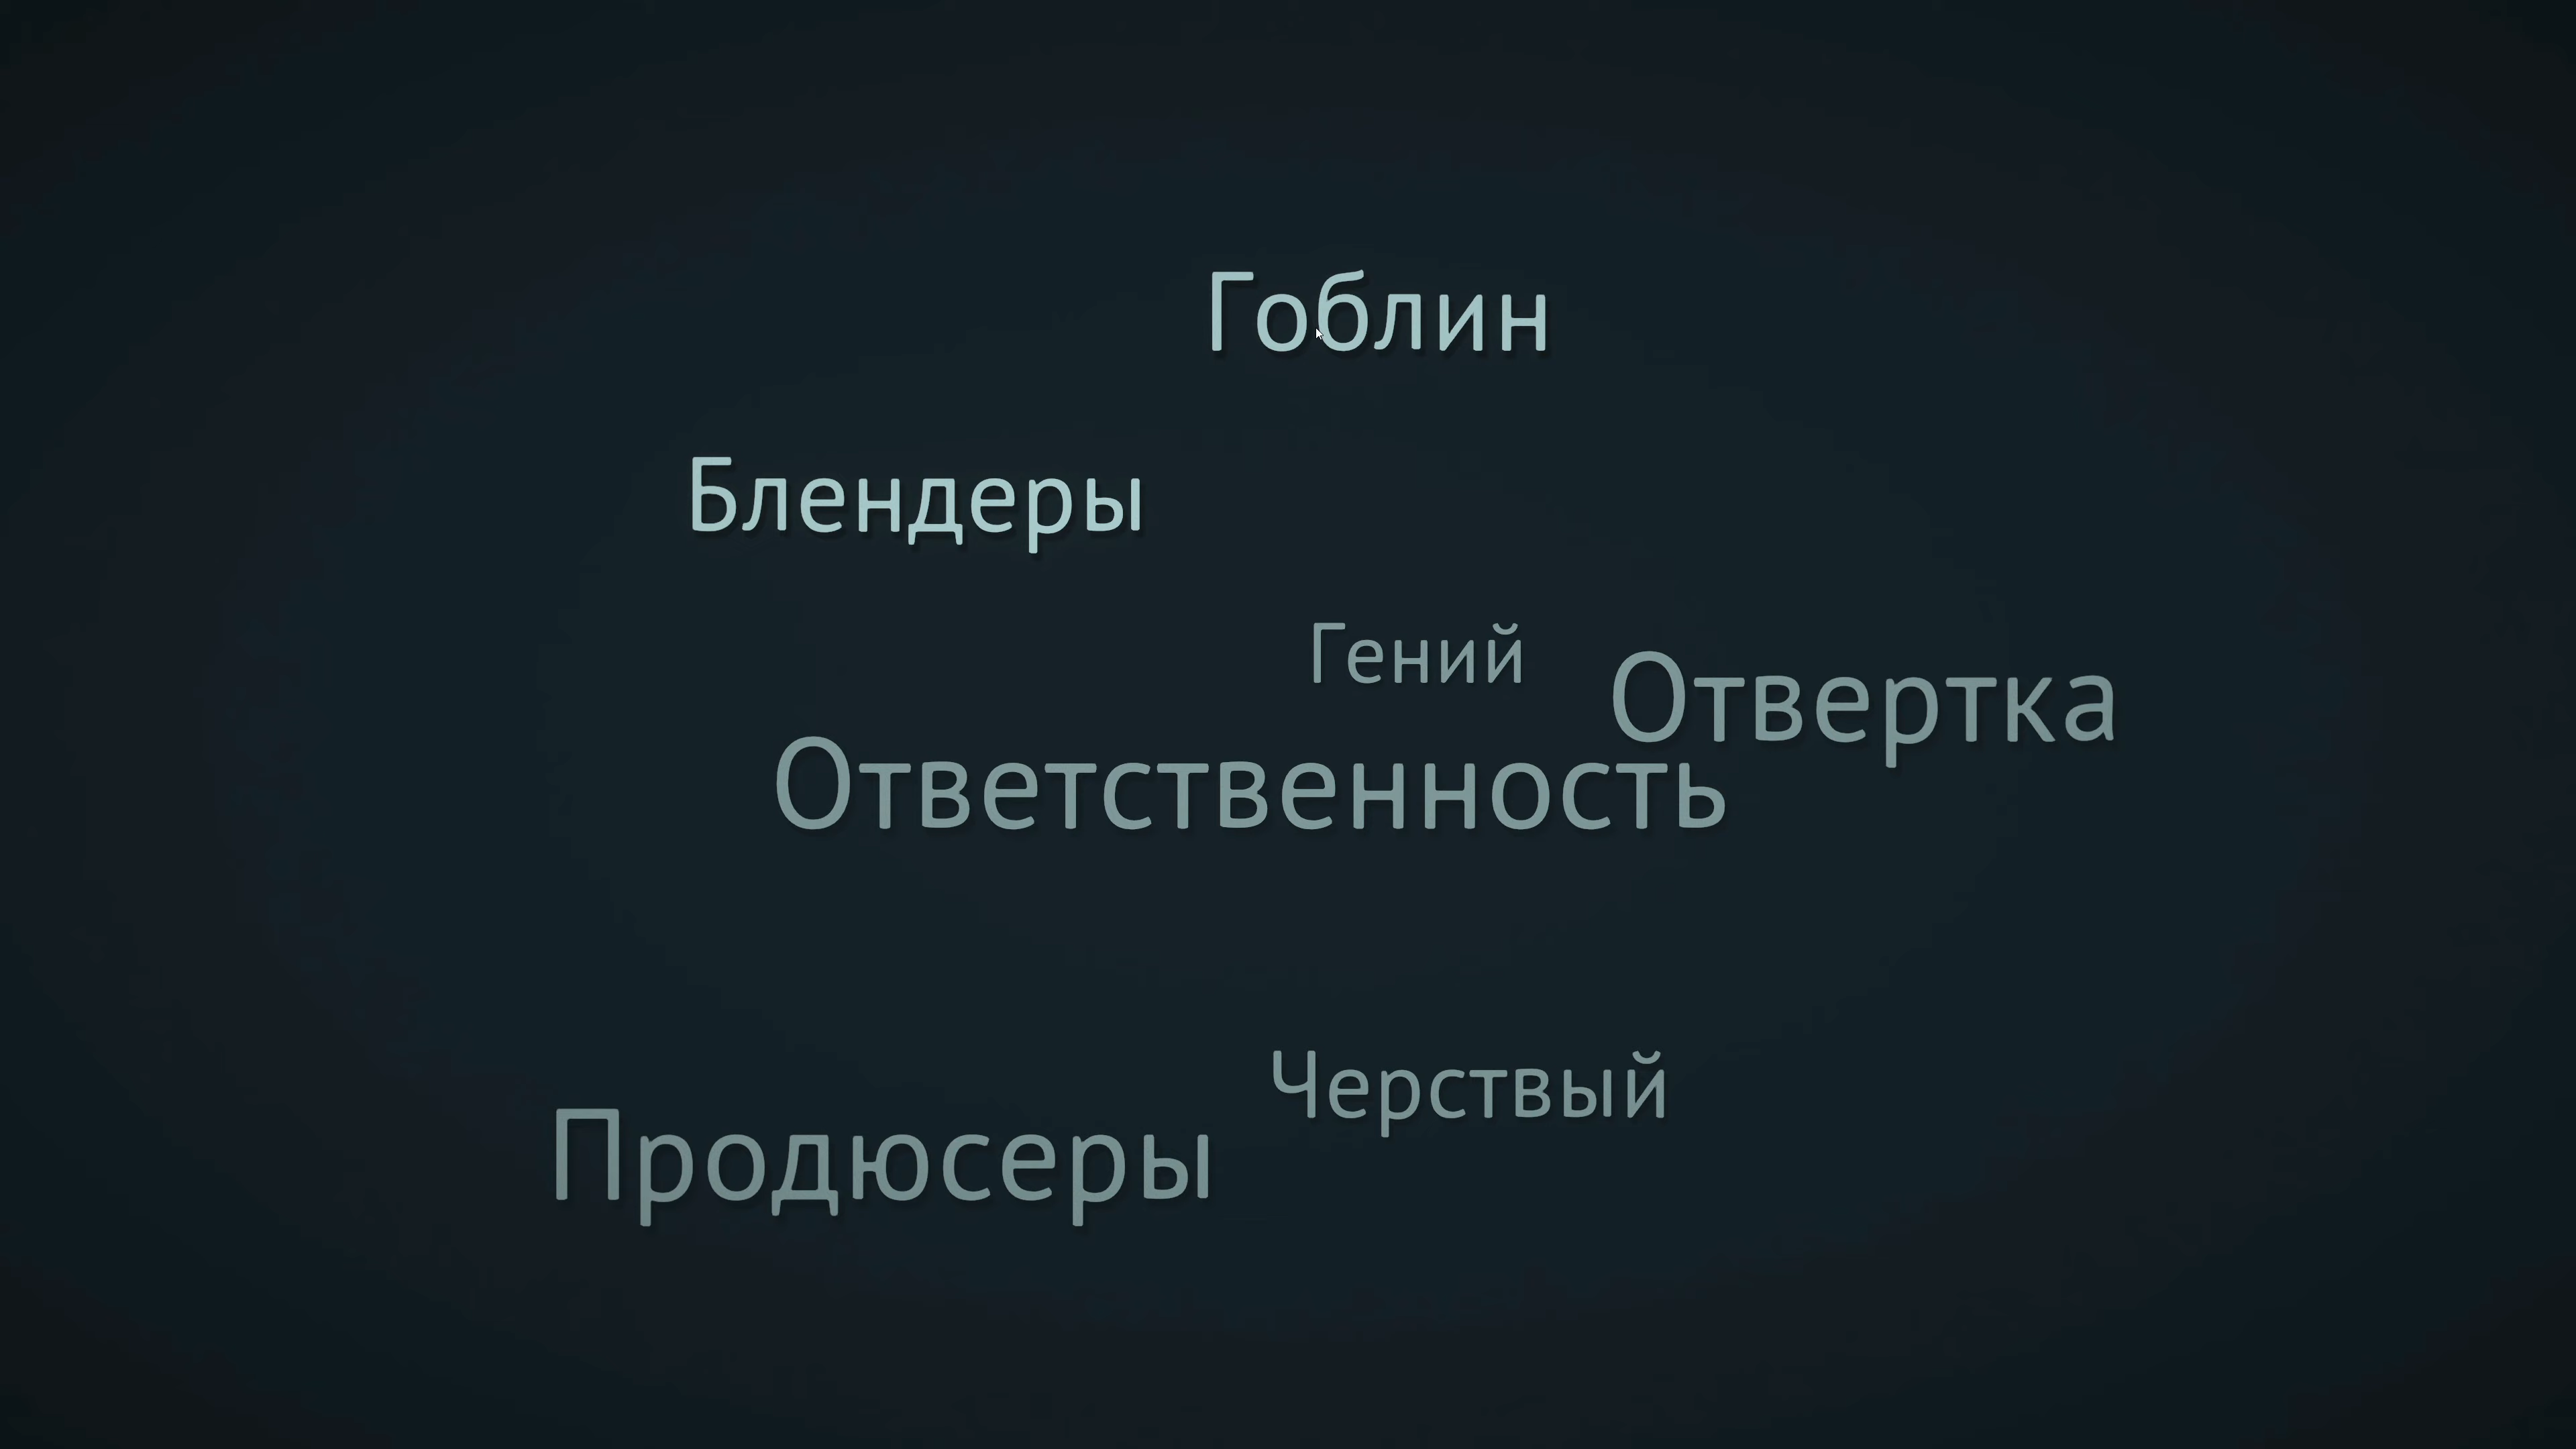 Гоблин
Блендеры
Гений
Отвертка
Ответственность
Черствый
Продюсеры